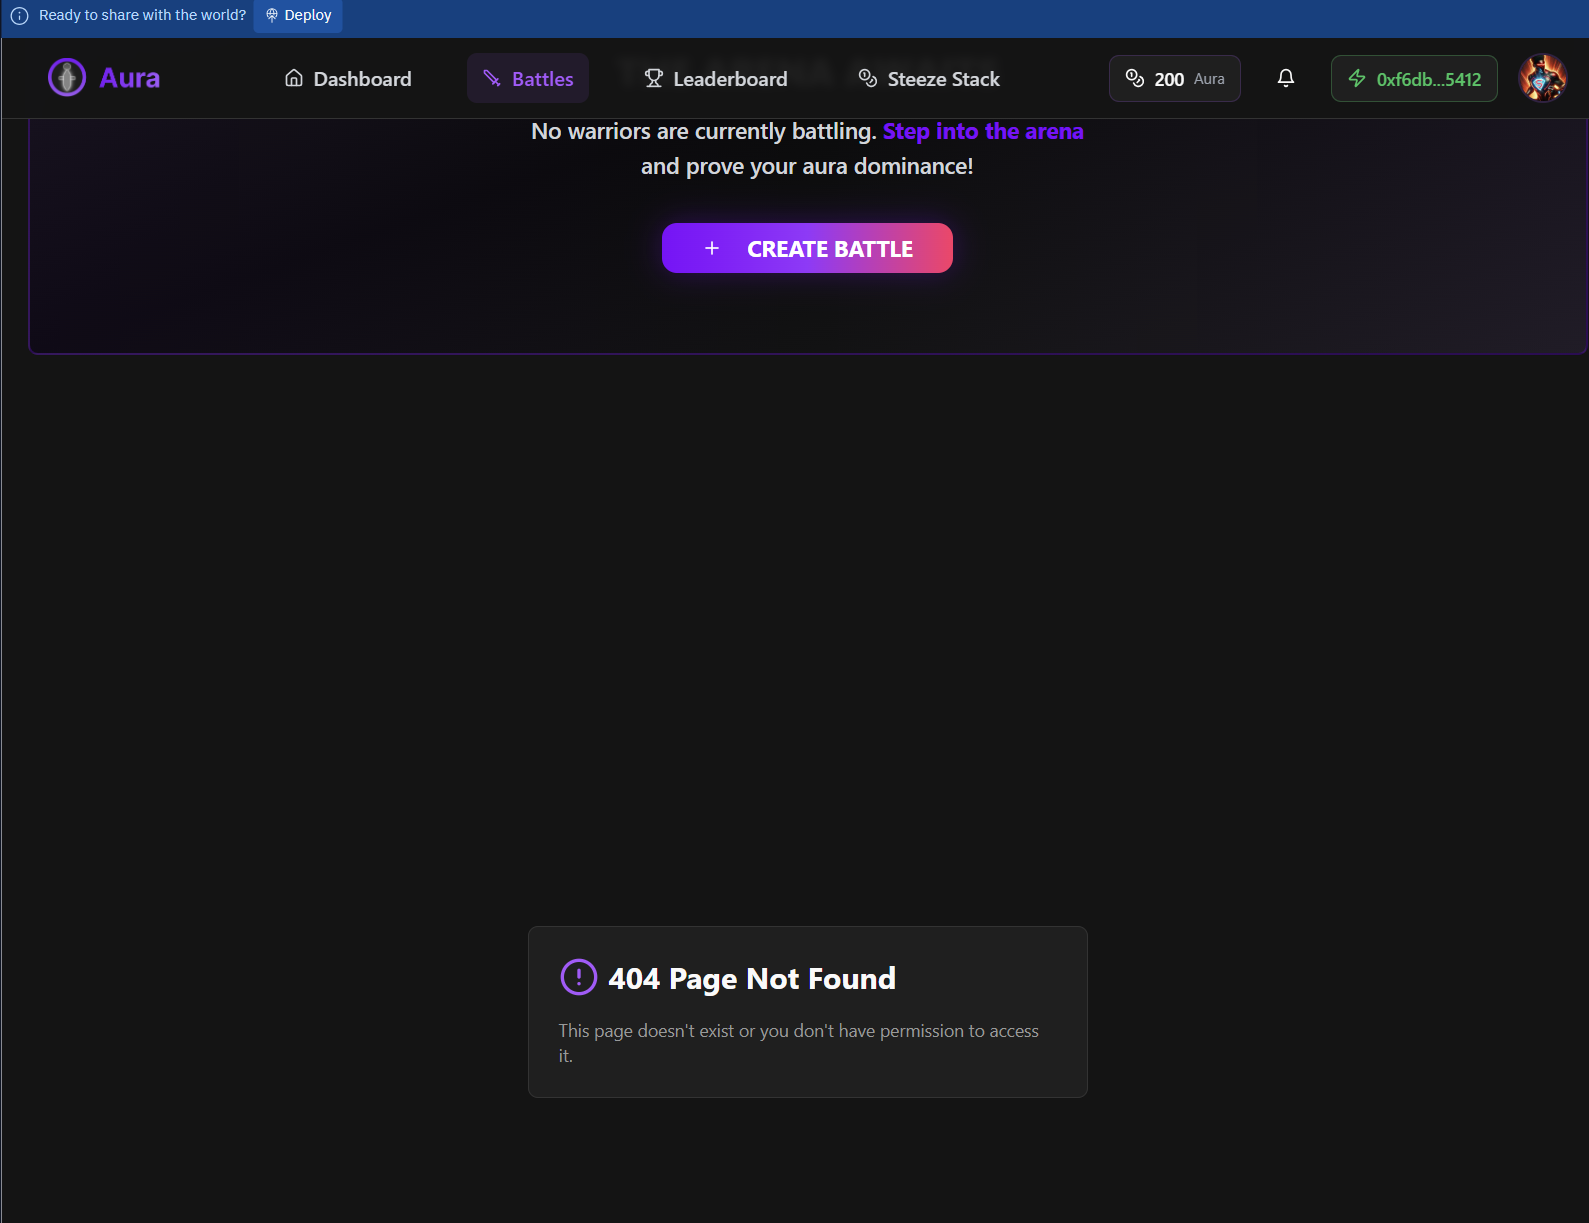 Ready to share with the world? Deploy
Aura Dashboard Battles Leaderboard Steeze Stack 200 Aura 0xf6db...5412
No warriors are currently battling. Step into the arena
and prove your aura dominance!
+ CREATE BATTLE
404 Page Not Found
This page doesn't exist or you don't have permission to access
it.